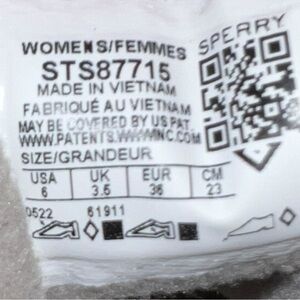 WOMENS/FEMMES
SPERRY
STS87715
MADE IN VIETNAM
FABRIQUÉ AU VIETNAM
MAY BE COVERED BY US PAT.
SIZE/GRANDEUR
USA UK EUR CM
6 3.5 36 23
0522 61911